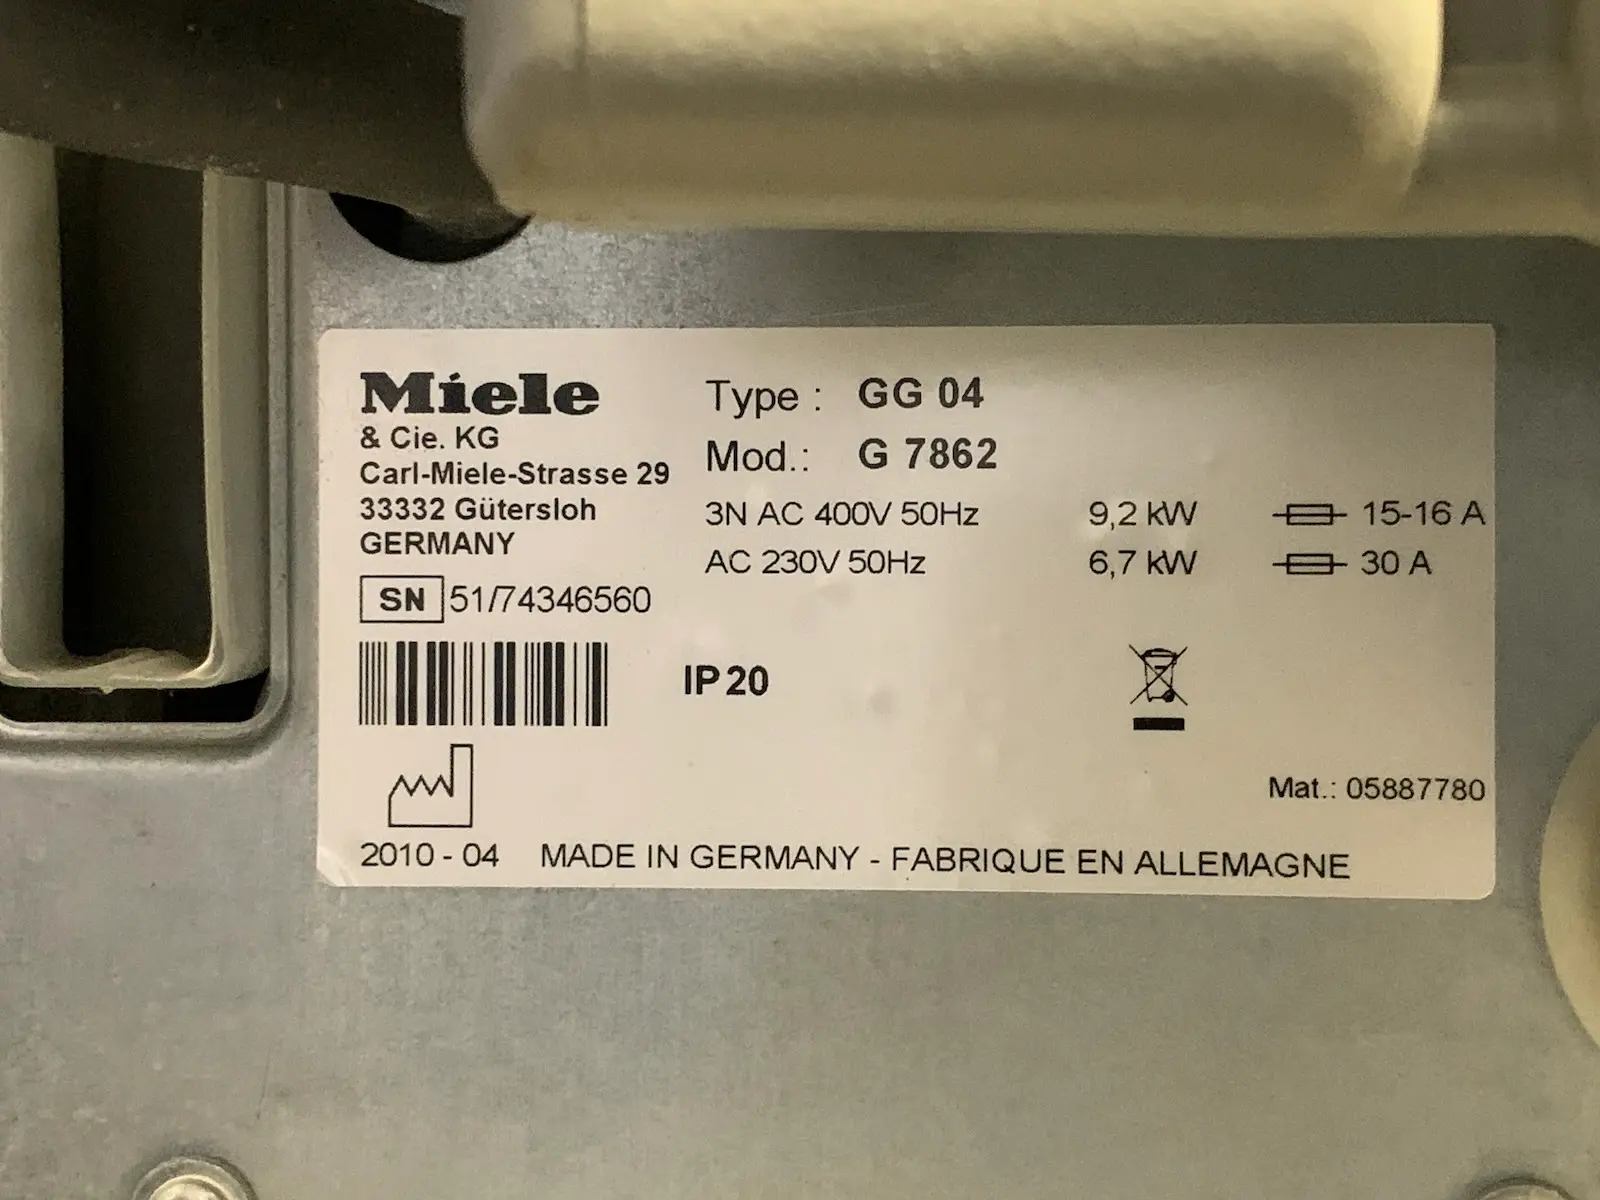 Miele
& Cie. KG
Carl-Miele-Strasse 29
33332 Gütersloh
GERMANY
SN 51/74346560
Type : GG 04
Mod.: G 7862
3N AC 400V 50Hz 9,2 kW 15-16 A
AC 230V 50Hz 6,7 kW 30 A
IP20
Mat.: 05887780
2010 - 04 MADE IN GERMANY - FABRIQUE EN ALLEMAGNE